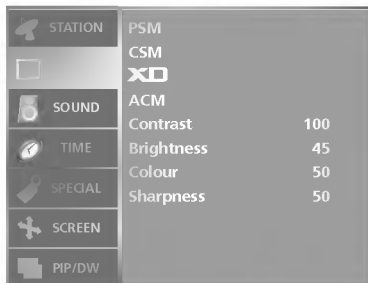 STATION
SOUND
TIME
SPECIAL
SCREEN
PIP/DW
PSM
CSM
XD
ACM
Contrast 100
Brightness 45
Colour 50
Sharpness 50